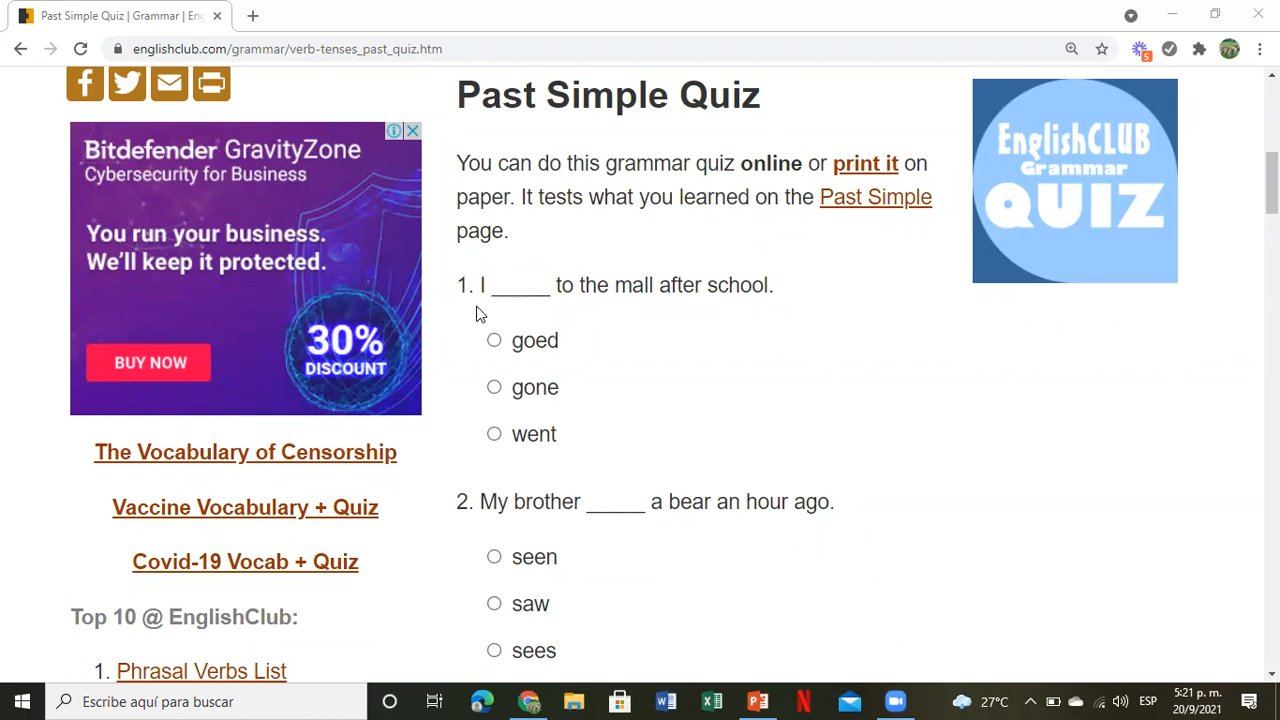 Past Simple Quiz | Grammar | Eng
englishclub.com/grammar/verb-tenses_past_quiz.htm
5
Bitdefender GravityZone
Cybersecurity for Business
You run your business.
We'll keep it protected.
BUY NOW
30%
DISCOUNT
The Vocabulary of Censorship
Vaccine Vocabulary + Quiz
Covid-19 Vocab + Quiz
Top 10 @ EnglishClub:
1. Phrasal Verbs List
Past Simple Quiz
You can do this grammar quiz online or print it on
paper. It tests what you learned on the Past Simple
page.
1. I _____ to the mall after school.
goed
gone
went
2. My brother _____ a bear an hour ago.
seen
saw
sees
EnglishCLUB
Grammar
QUIZ
Escribe aquí para buscar
27°C
ESP
5:21 p. m.
20/9/2021